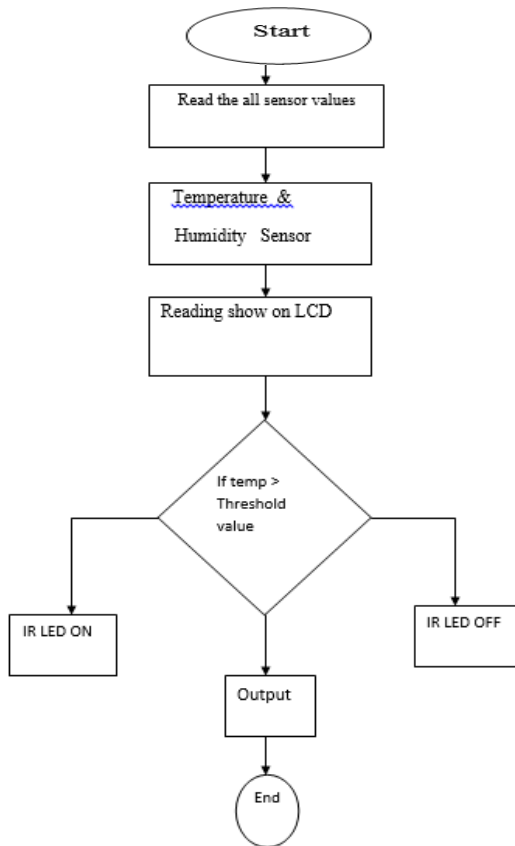 Start
Read the all sensor values
Temperature &
Humidity Sensor
Reading show on LCD
If temp >
Threshold
value
IR LED ON
IR LED OFF
Output
End